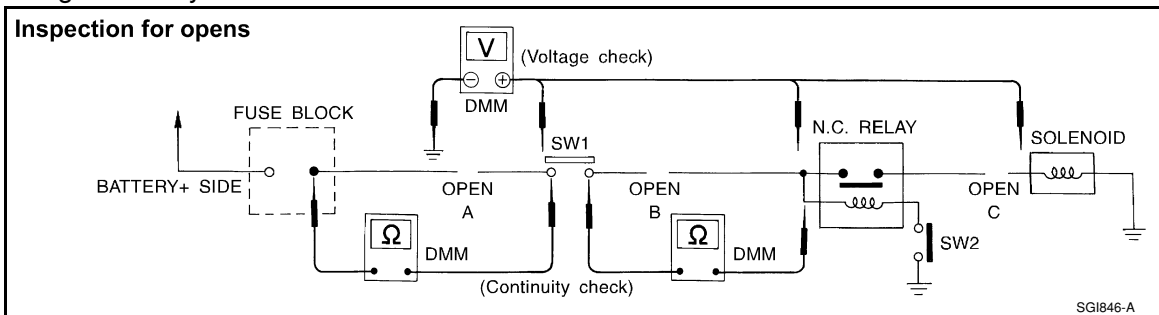 Inspection for opens
V
(Voltage check)
− +
DMM
FUSE BLOCK
N.C. RELAY
SW1
SOLENOID
BATTERY+ SIDE
OPEN
A
OPEN
B
OPEN
C
Ω
DMM
Ω
DMM
SW2
(Continuity check)
SGI846-A